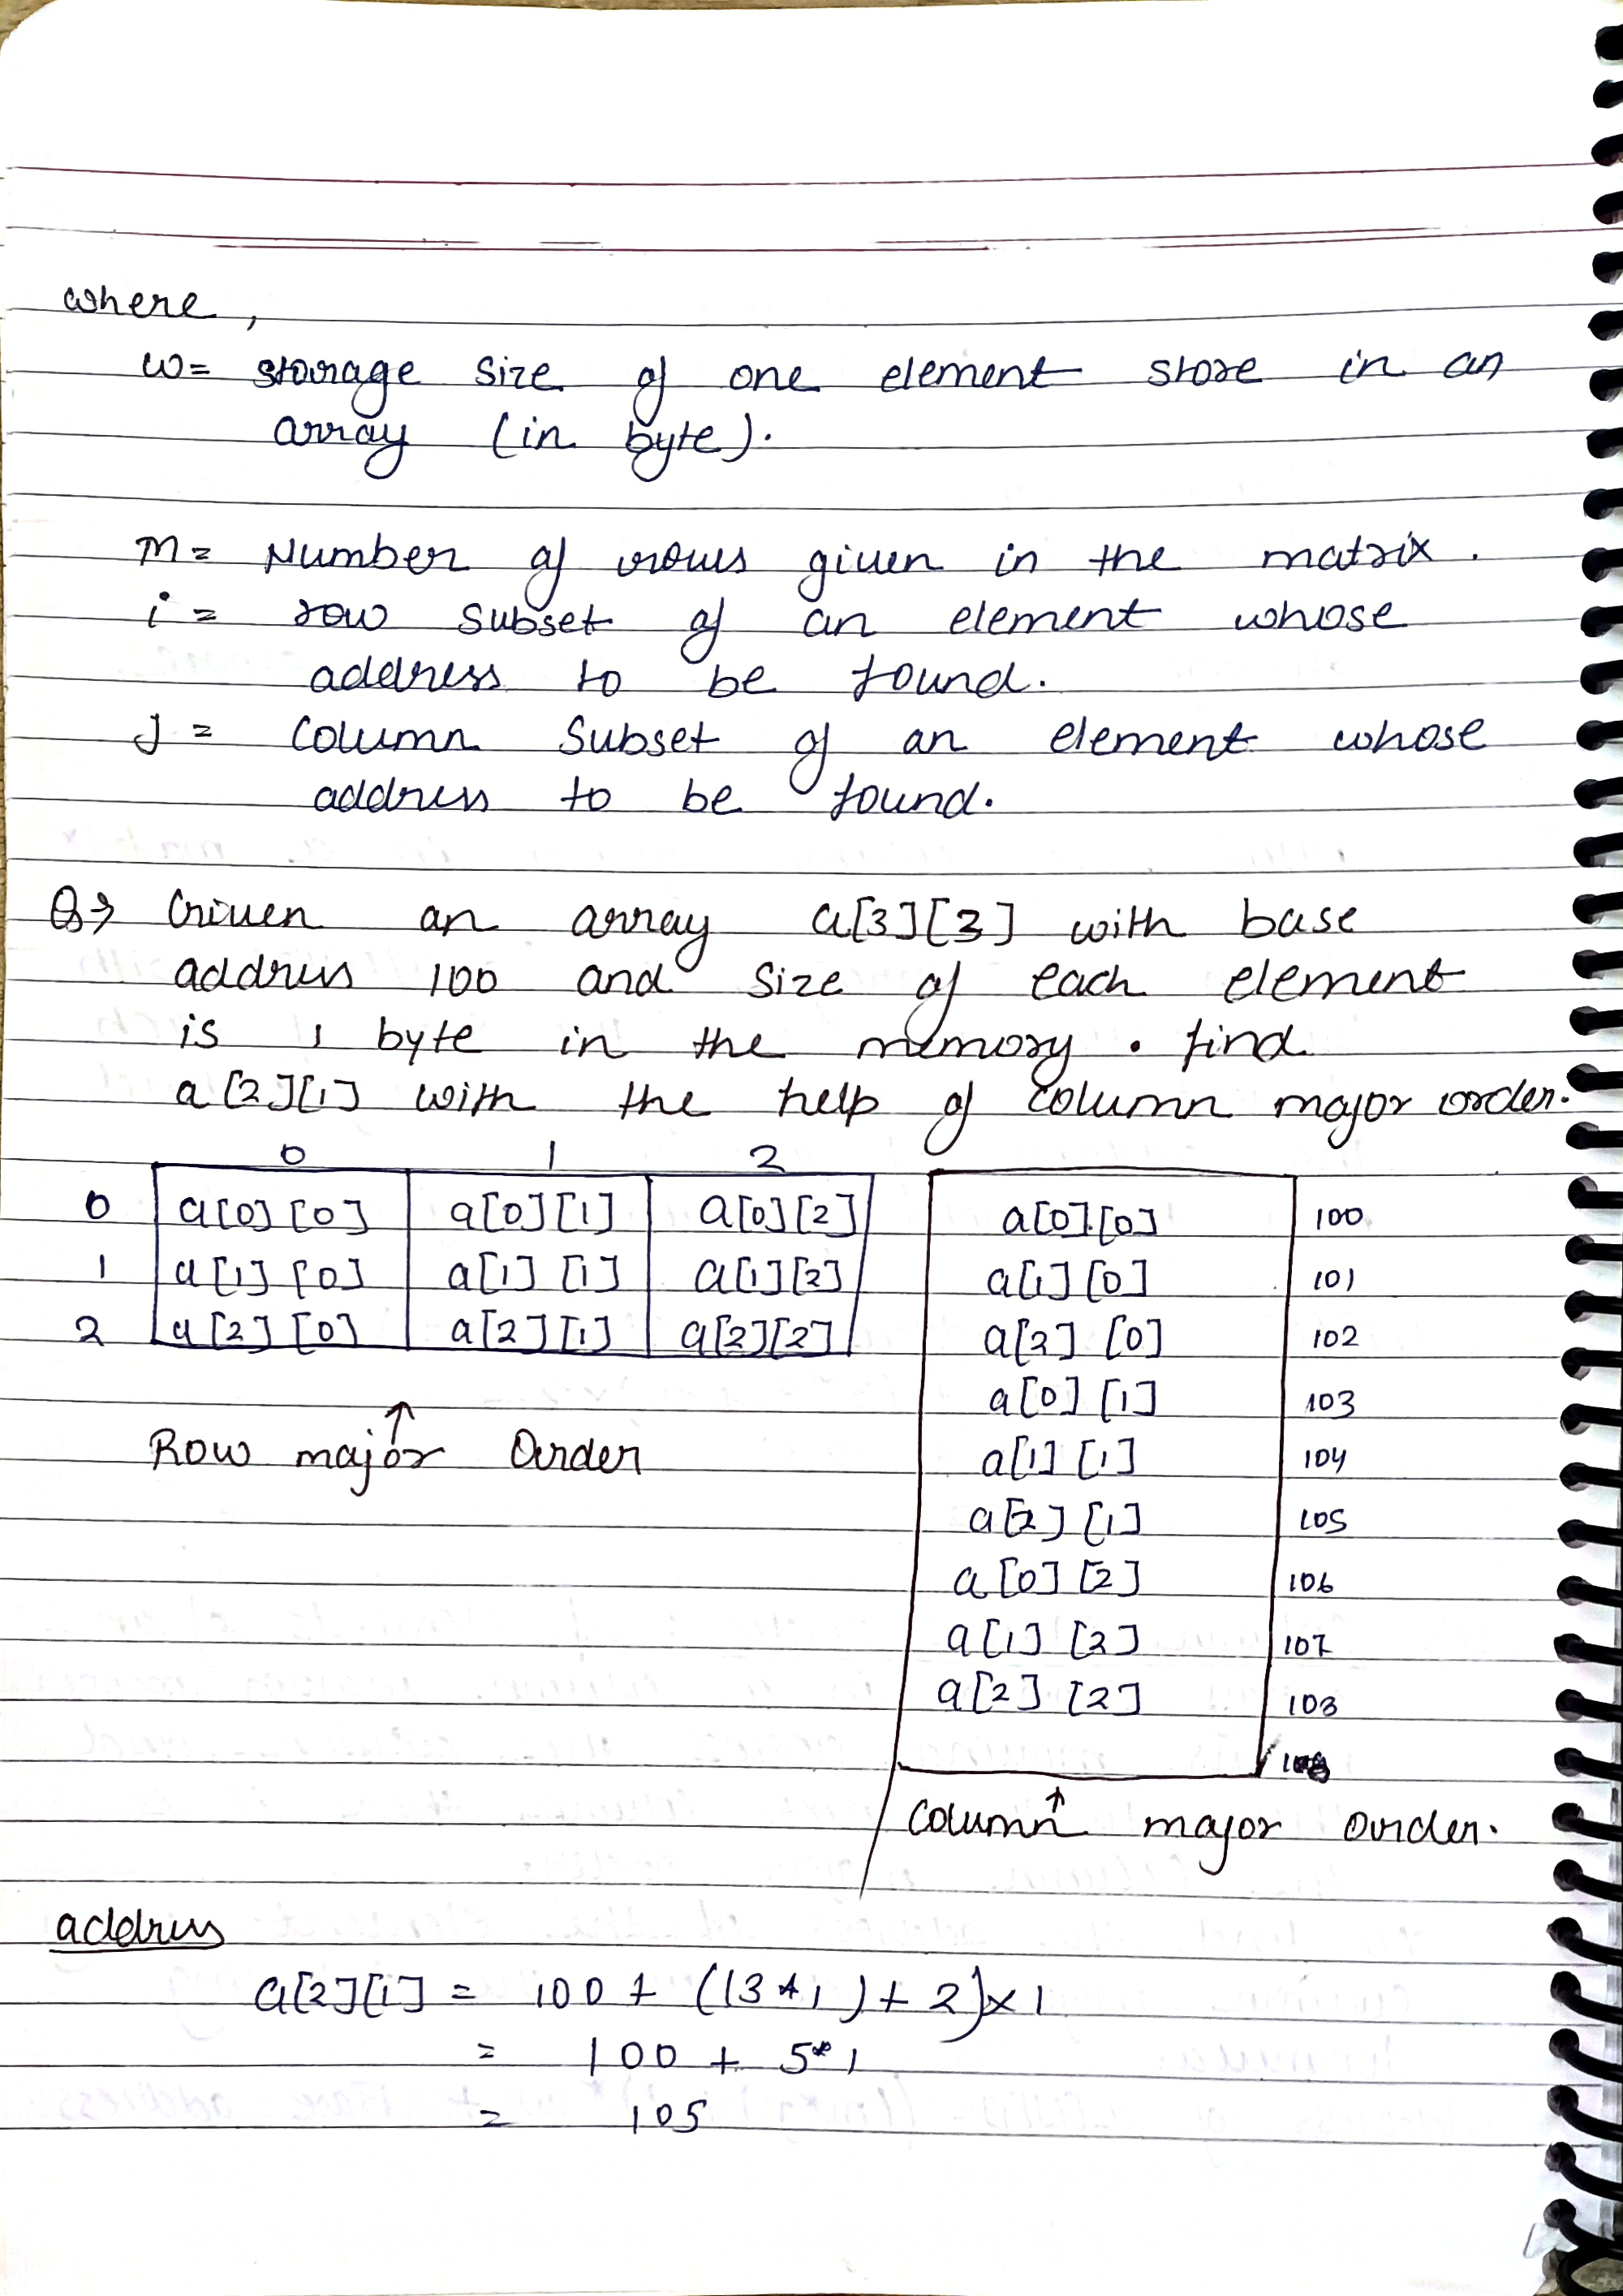 where,
w= storage size of one element store in an
array (in byte).
m= Number of rows given in the matrix.
i= row subset of an element whose
address to be found.
J= Column Subset of an element whose
address to be found.
Q→ Given an array a[3][3] with base
address 100 and size of each element
is 1 byte in the memory. find
a[2][1] with the help of column major order.
0 1 2
0 a[0][0] a[0][1] a[0][2]
1 a[1][0] a[1][1] a[1][2]
2 a[2][0] a[2][1] a[2][2]
↑
Row major Order
a[0][0] 100
a[1][0] 101
a[2][0] 102
a[0][1] 103
a[1][1] 104
a[2][1] 105
a[0][2] 106
a[1][2] 107
a[2][2] 108
↑
Column major order.
address
a[2][1] = 100 + ((3*1)+2)×1
= 100 + 5*1
= 105